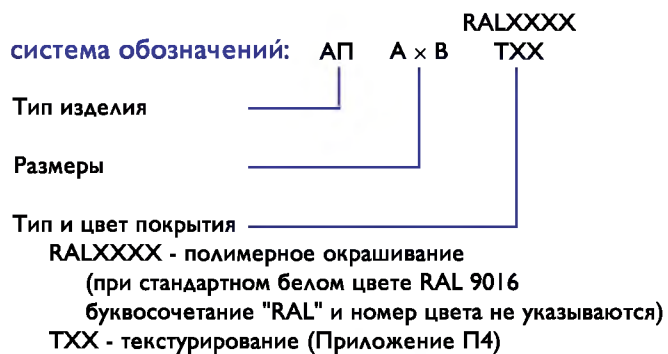 RALXXXX
система обозначений: АП А × В ТХХ
Тип изделия
Размеры
Тип и цвет покрытия
RALXXXX - полимерное окрашивание
(при стандартном белом цвете RAL 9016
буквосочетание "RAL" и номер цвета не указываются)
ТХХ - текстурирование (Приложение П4)